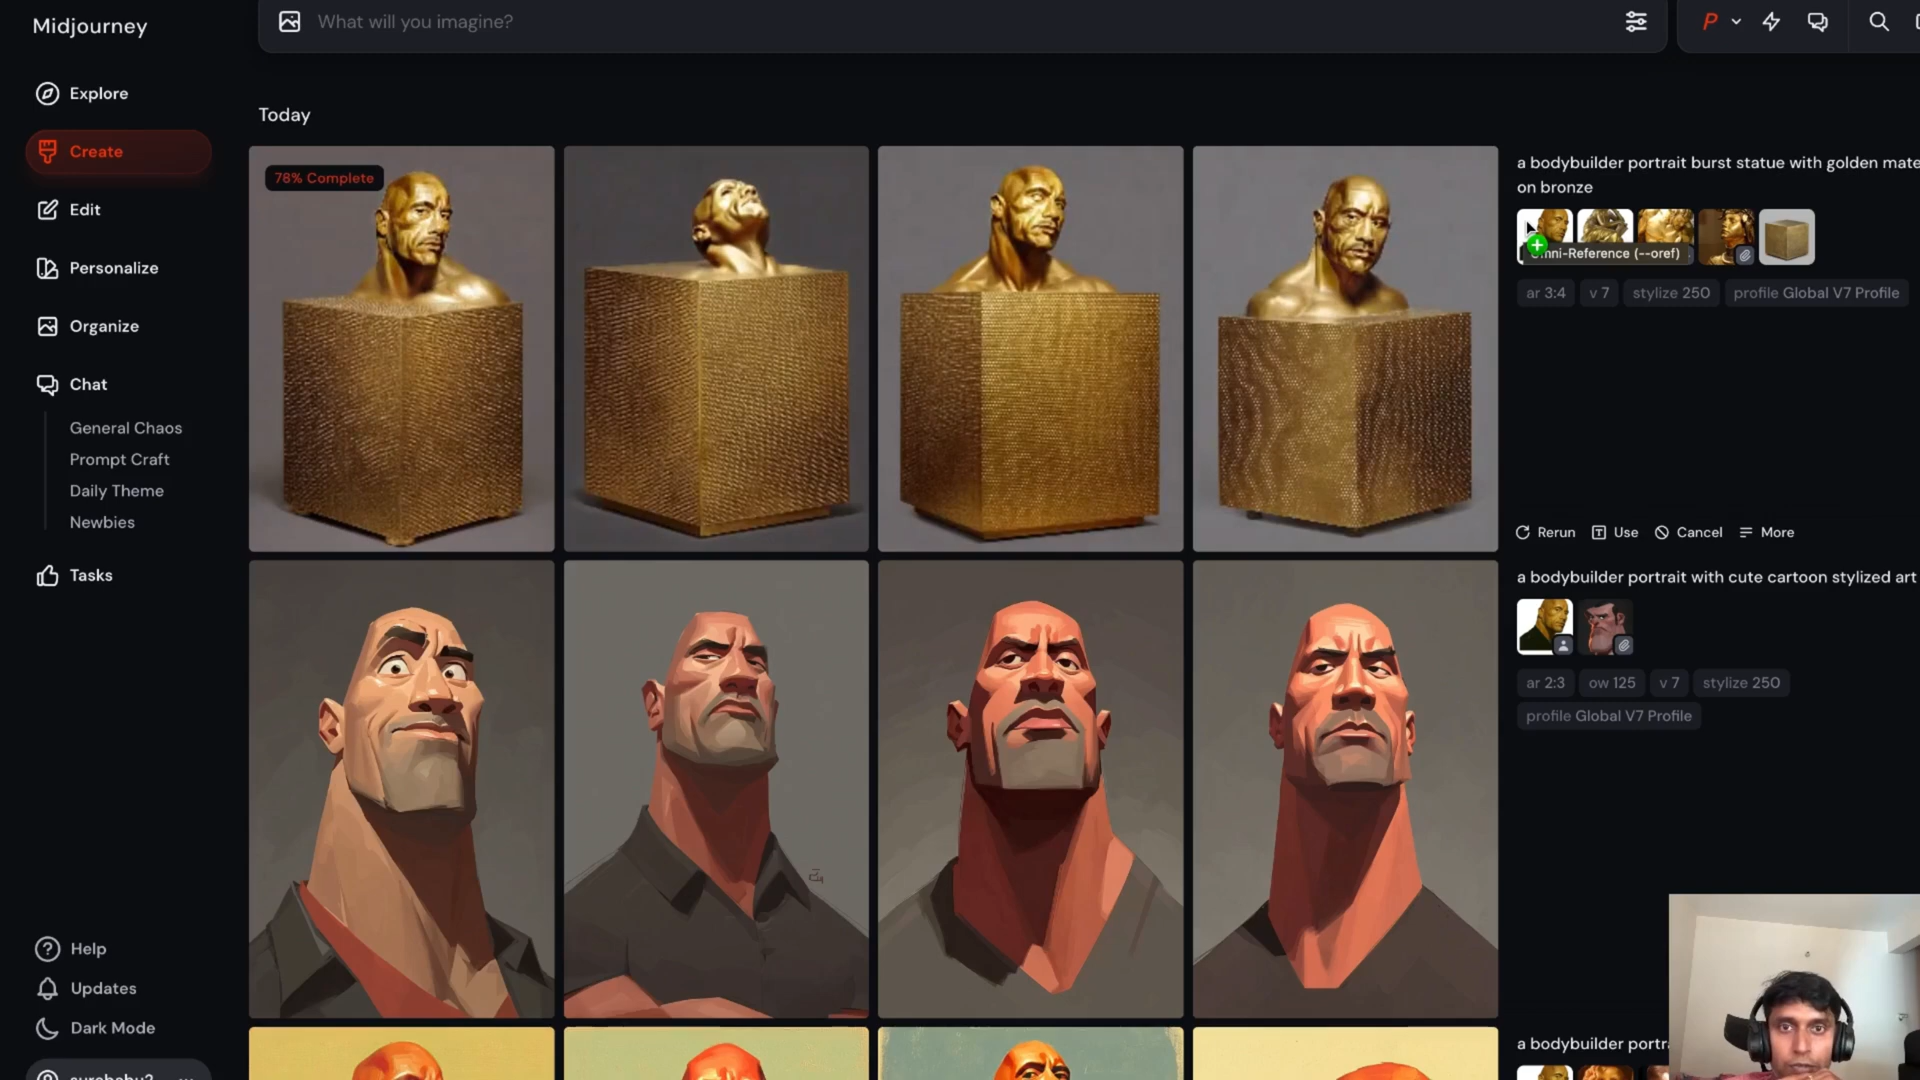 Midjourney
What will you imagine?
Explore
Create
Edit
Personalize
Organize
Chat
General Chaos
Prompt Craft
Daily Theme
Newbies
Tasks
Help
Updates
Dark Mode
Today
78% Complete
a bodybuilder portrait burst statue with golden mate
on bronze
Omni-Reference (--oref)
ar 3:4 v 7 stylize 250 profile Global V7 Profile
Rerun Use Cancel More
a bodybuilder portrait with cute cartoon stylized art
ar 2:3 ow 125 v 7 stylize 250
profile Global V7 Profile
a bodybuilder portr